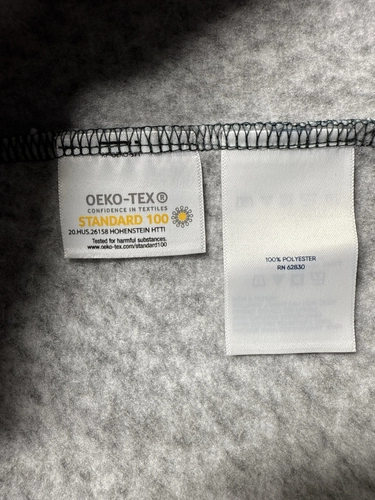 OEKO-TEX®
CONFIDENCE IN TEXTILES
STANDARD 100
20.HUS.26158 HOHENSTEIN HTTI
Tested for harmful substances.
www.oeko-tex.com/standard100
100% POLYESTER
RN 62830